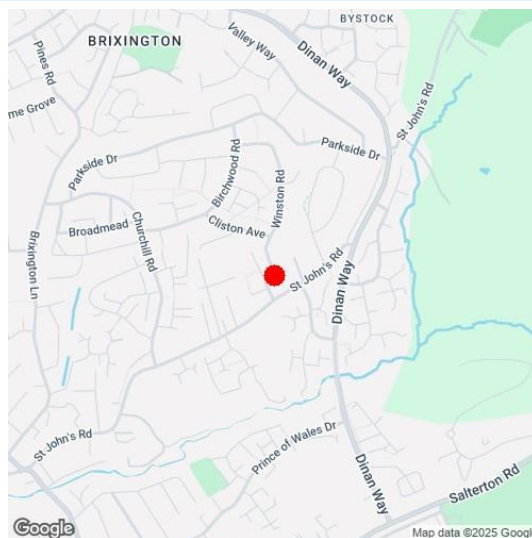 BYSTOCK
BRIXINGTON
Pines Rd
Valley Way
Dinan Way
me Grove
St John's Rd
Parkside Dr
Parkside Dr
Birchwood Rd
Winston Rd
Cliston Ave
Broadmead
Churchill Rd
Brixington Ln
St John's Rd
Dinan Way
St John's Rd
Prince of Wales Dr
Dinan Way
Salterton Rd
Google
Map data ©2025 Google